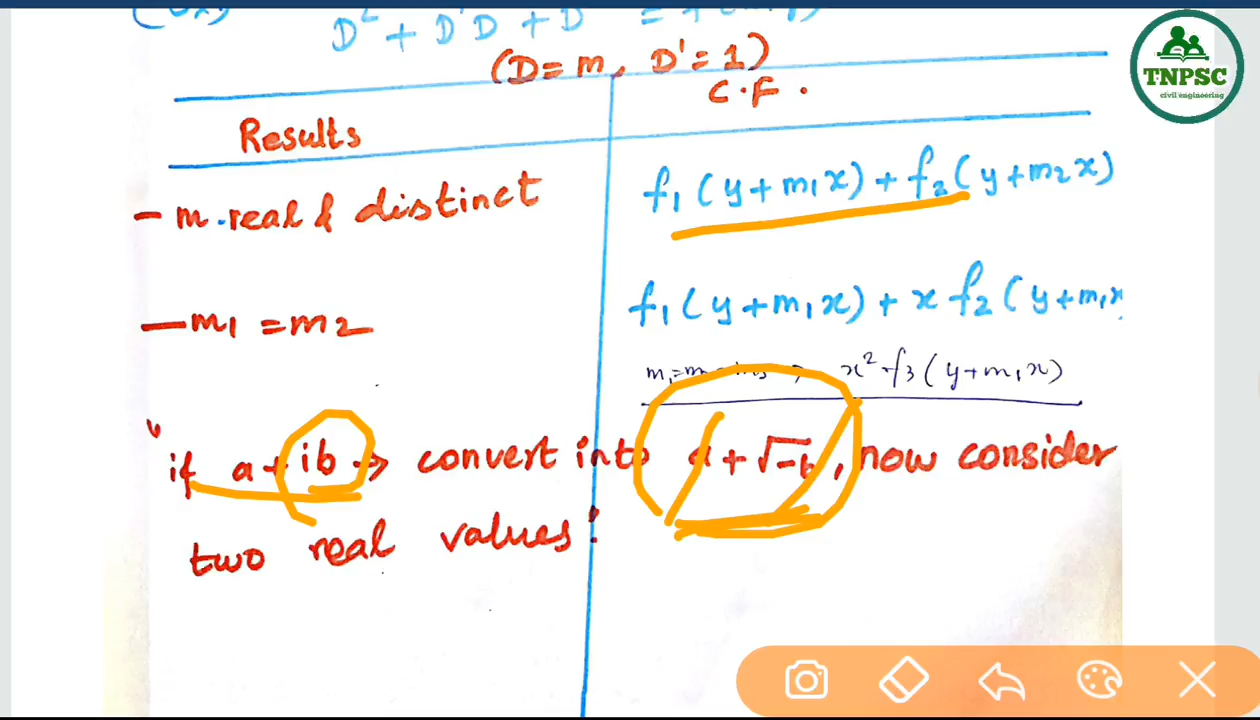 D² + D'D + D
(D = m, D' = 1)
TNPSC
civil engineering
C.F.
Results
- m real & distinct
f₁(y+m₁x) + f₂(y+m₂x)
- m₁ = m₂
f₁(y+m₁x) + x f₂(y+m₁x
x² f₃(y+m₁x)
"if a + ib → convert into a + √-b, now consider
two real values!